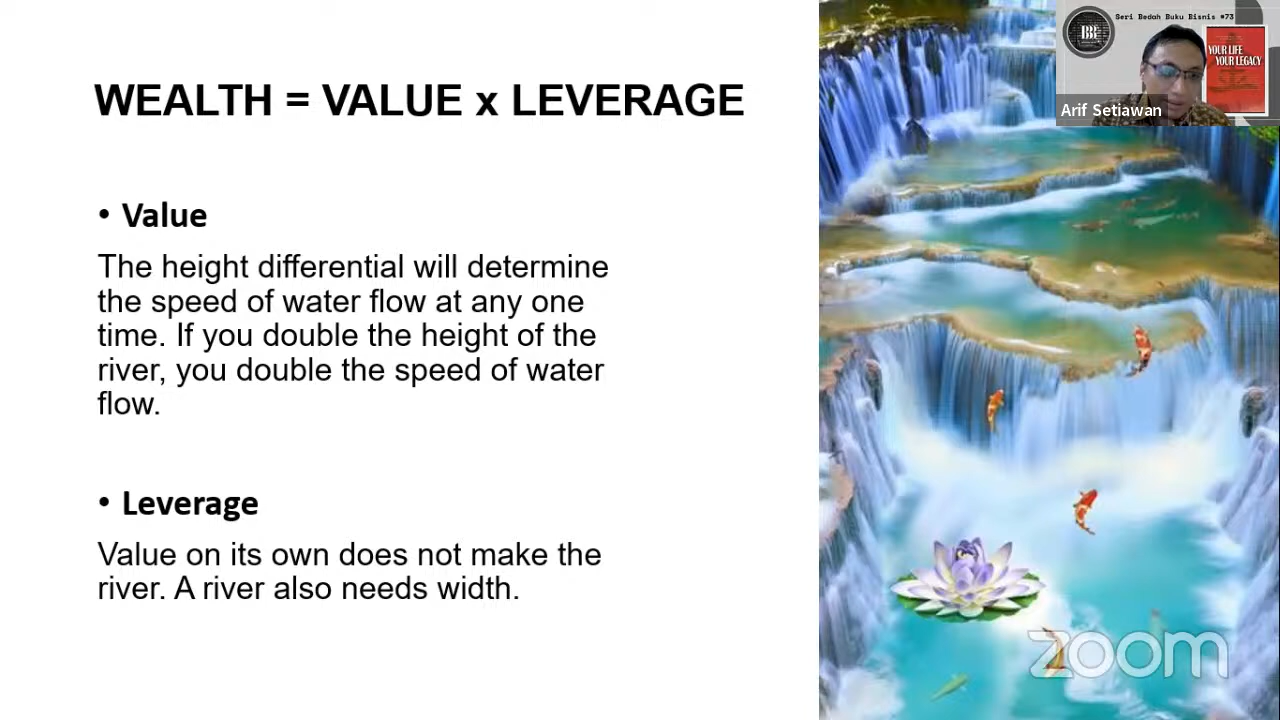 WEALTH = VALUE x LEVERAGE
• Value
The height differential will determine
the speed of water flow at any one
time. If you double the height of the
river, you double the speed of water
flow.
• Leverage
Value on its own does not make the
river. A river also needs width.
Seri Bedah Buku Bisnis #73
BR
YOUR LIFE
YOUR LEGACY
Arif Setiawan
zoom